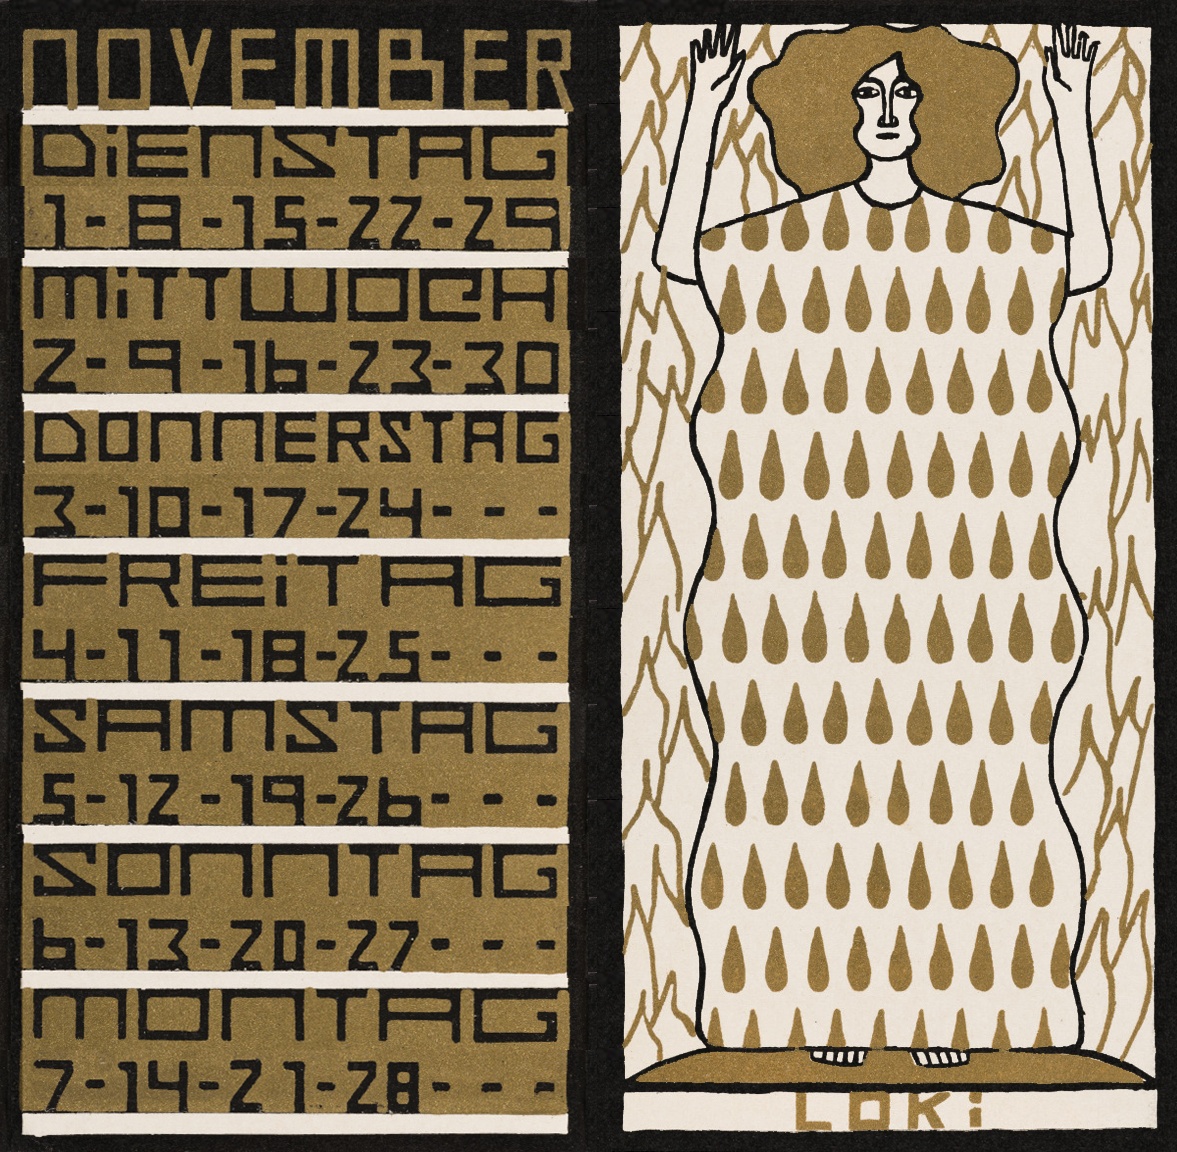 NOVEMBER
DiENSTAG
1-8-15-22-29
MiTTWOCH
2-9-16-23-30
DONNERSTAG
3-10-17-24- - -
FREiTAG
4-11-18-25- - -
SAMSTAG
5-12-19-26- - -
SONNTAG
6-13-20-27- - -
MONTAG
7-14-21-28- - -
LOKi